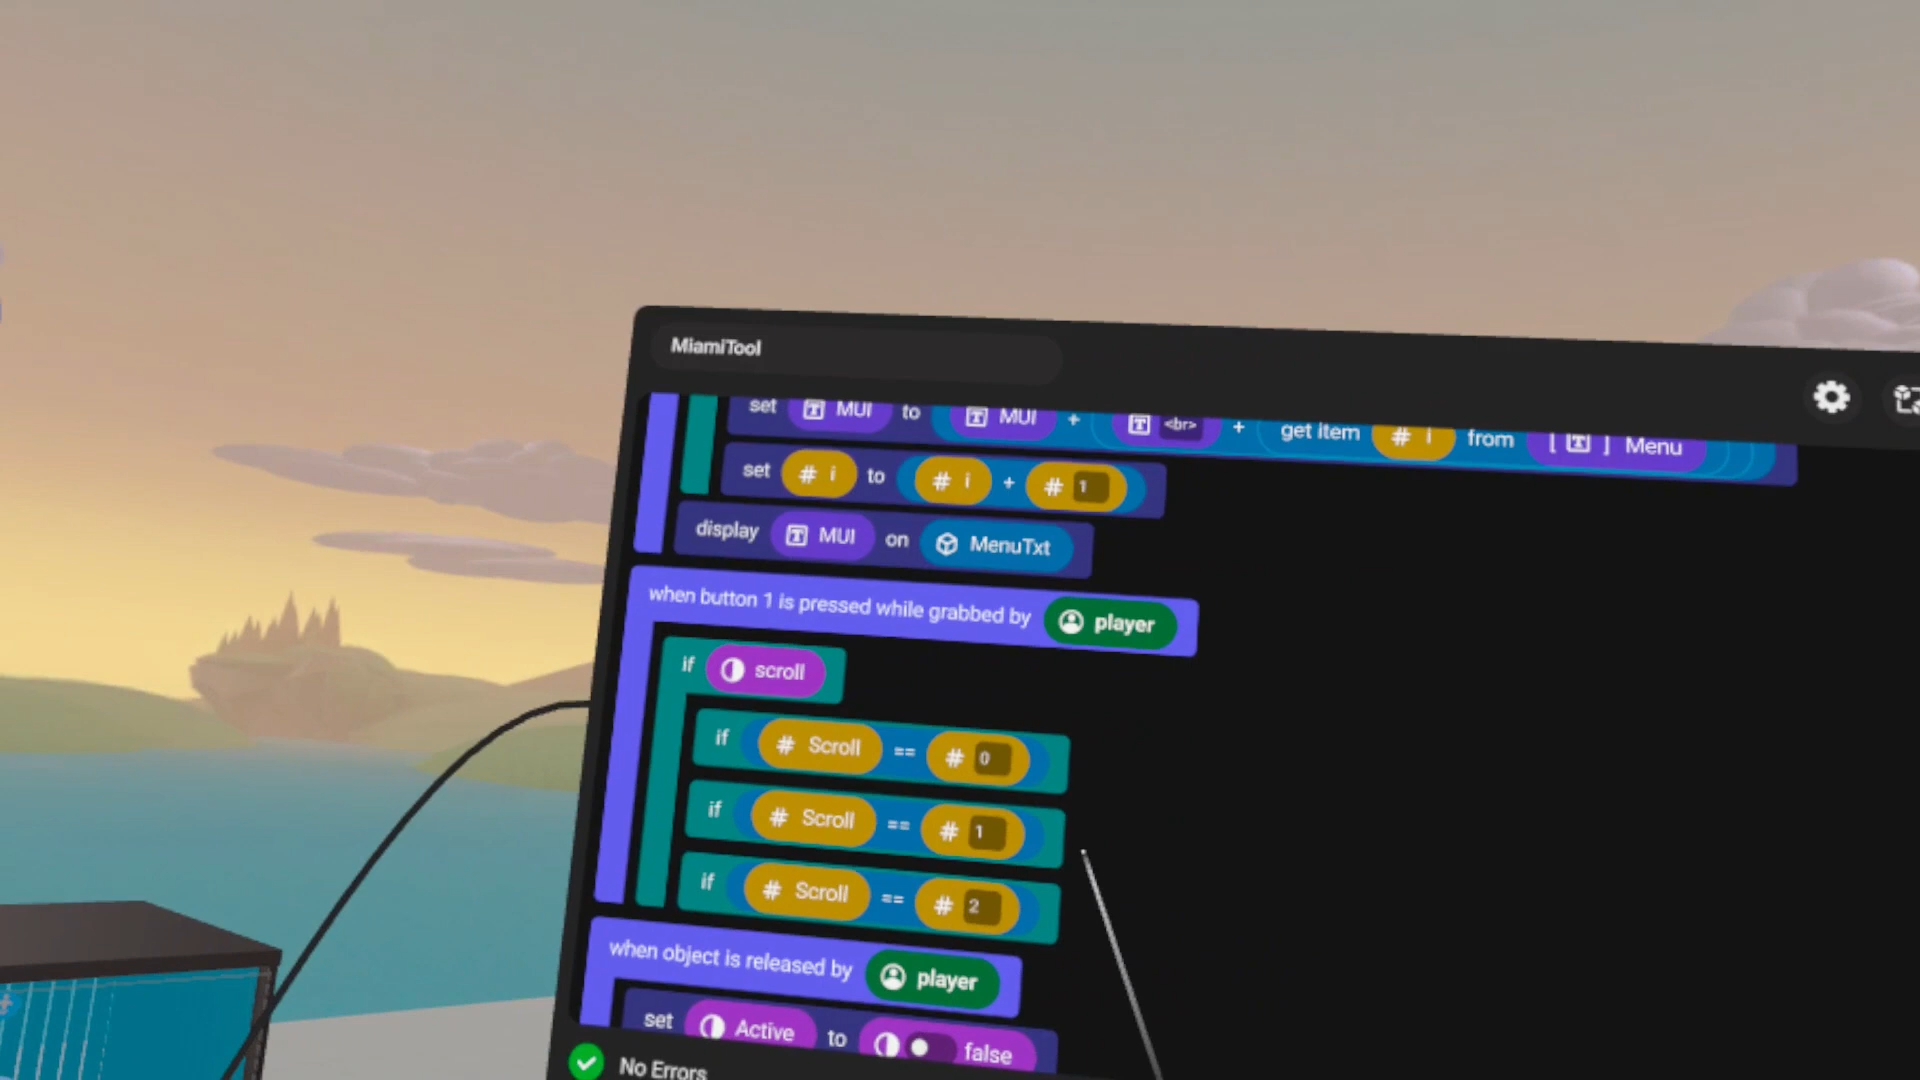 MiamiTool
set MUI to MUI + <br> + get item # i from [ T ] Menu
set # i to # i + # 1
display MUI on MenuTxt
when button 1 is pressed while grabbed by player
if scroll
if # Scroll == # 0
if # Scroll == # 1
if # Scroll == # 2
when object is released by player
set Active to false
No Errors